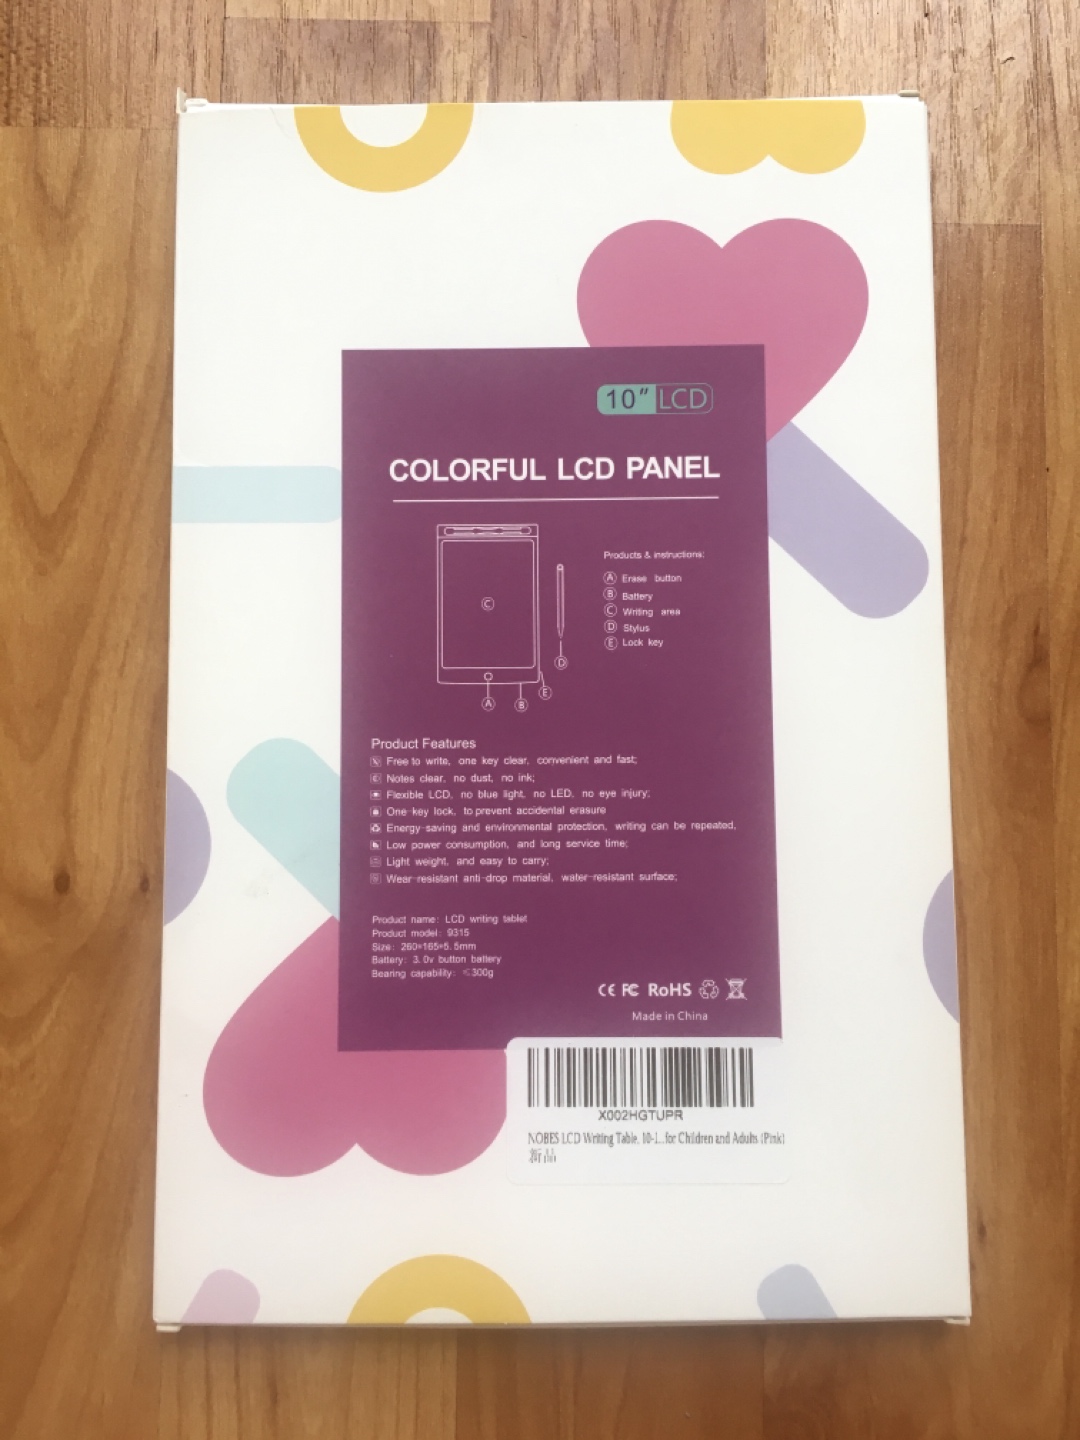 10" LCD
COLORFUL LCD PANEL
Products & instructions:
A Erase button
B Battery
C Writing area
D Stylus
E Lock key
C
D
E
A
B
Product Features
Free to write, one key clear, convenient and fast;
Notes clear, no dust, no ink;
Flexible LCD, no blue light, no LED, no eye injury;
One key lock, to prevent accidental erasure
Energy-saving and environmental protection, writing can be repeated,
Low power consumption, and long service time;
Light weight, and easy to carry;
Wear-resistant anti-drop material, water-resistant surface;
Product name: LCD writing tablet
Product model: 9315
Size: 260*165*5.5mm
Battery: 3.0v button battery
Bearing capability: ≤300g
CE FC RoHS
Made in China
X002HGTUPR
NOBES LCD Writing Table, 10-I...for Children and Adults (Pink)
新品